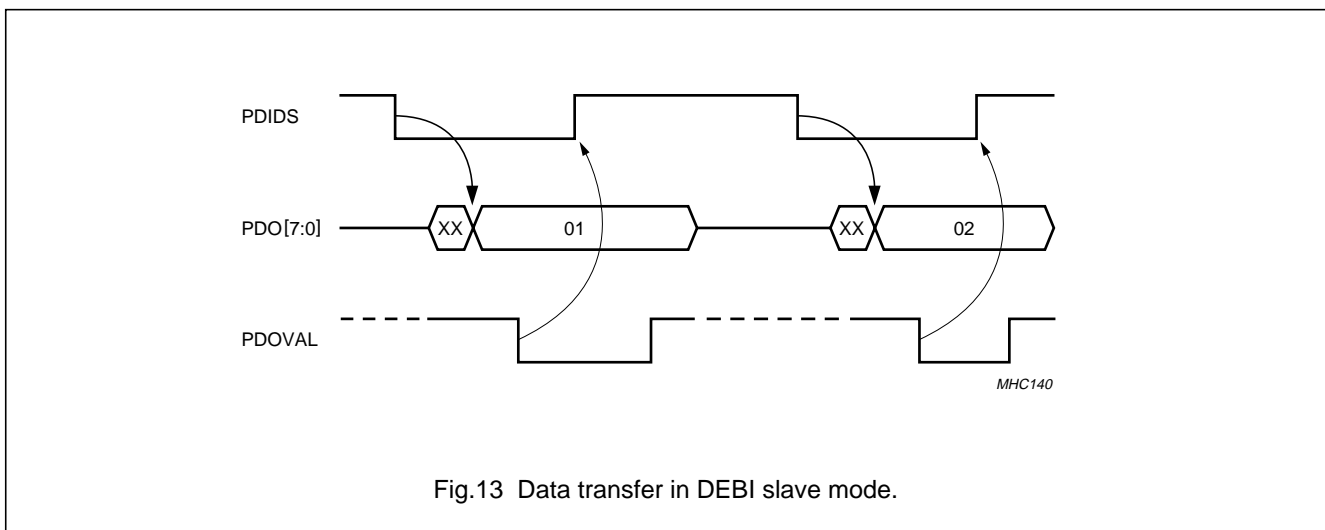 PDIDS
PDO[7:0] XX 01 XX 02
PDOVAL
MHC140
Fig.13 Data transfer in DEBI slave mode.